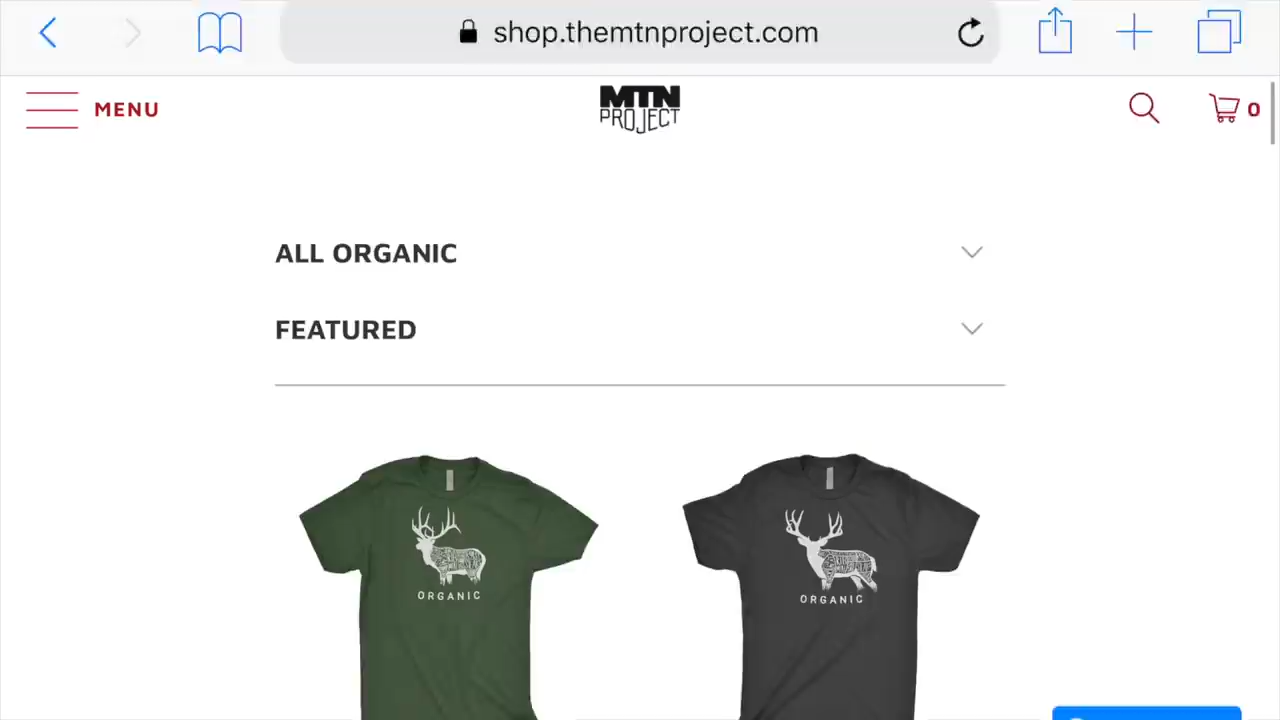 shop.themtnproject.com
MENU
MTN
PROJECT
0
ALL ORGANIC
FEATURED
ORGANIC
ORGANIC